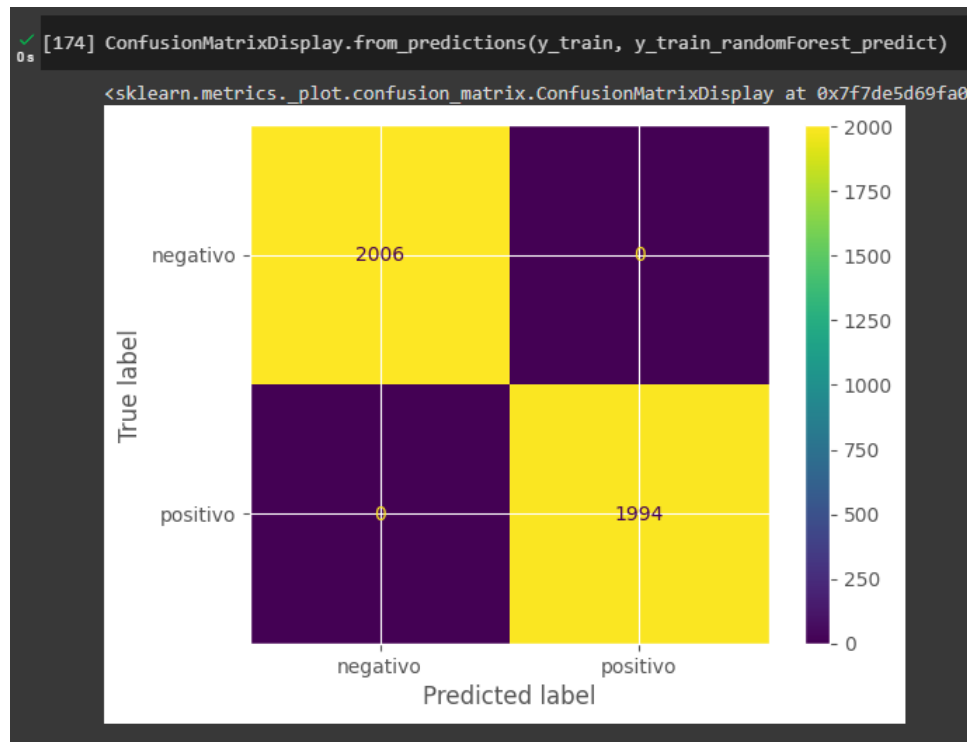 [174] ConfusionMatrixDisplay.from_predictions(y_train, y_train_randomForest_predict)
0s
<sklearn.metrics._plot.confusion_matrix.ConfusionMatrixDisplay at 0x7f7de5d69fa0
2000
1750
negativo
2006
0
1500
1250
True label
1000
750
positivo
0
1994
500
250
0
negativo
positivo
Predicted label